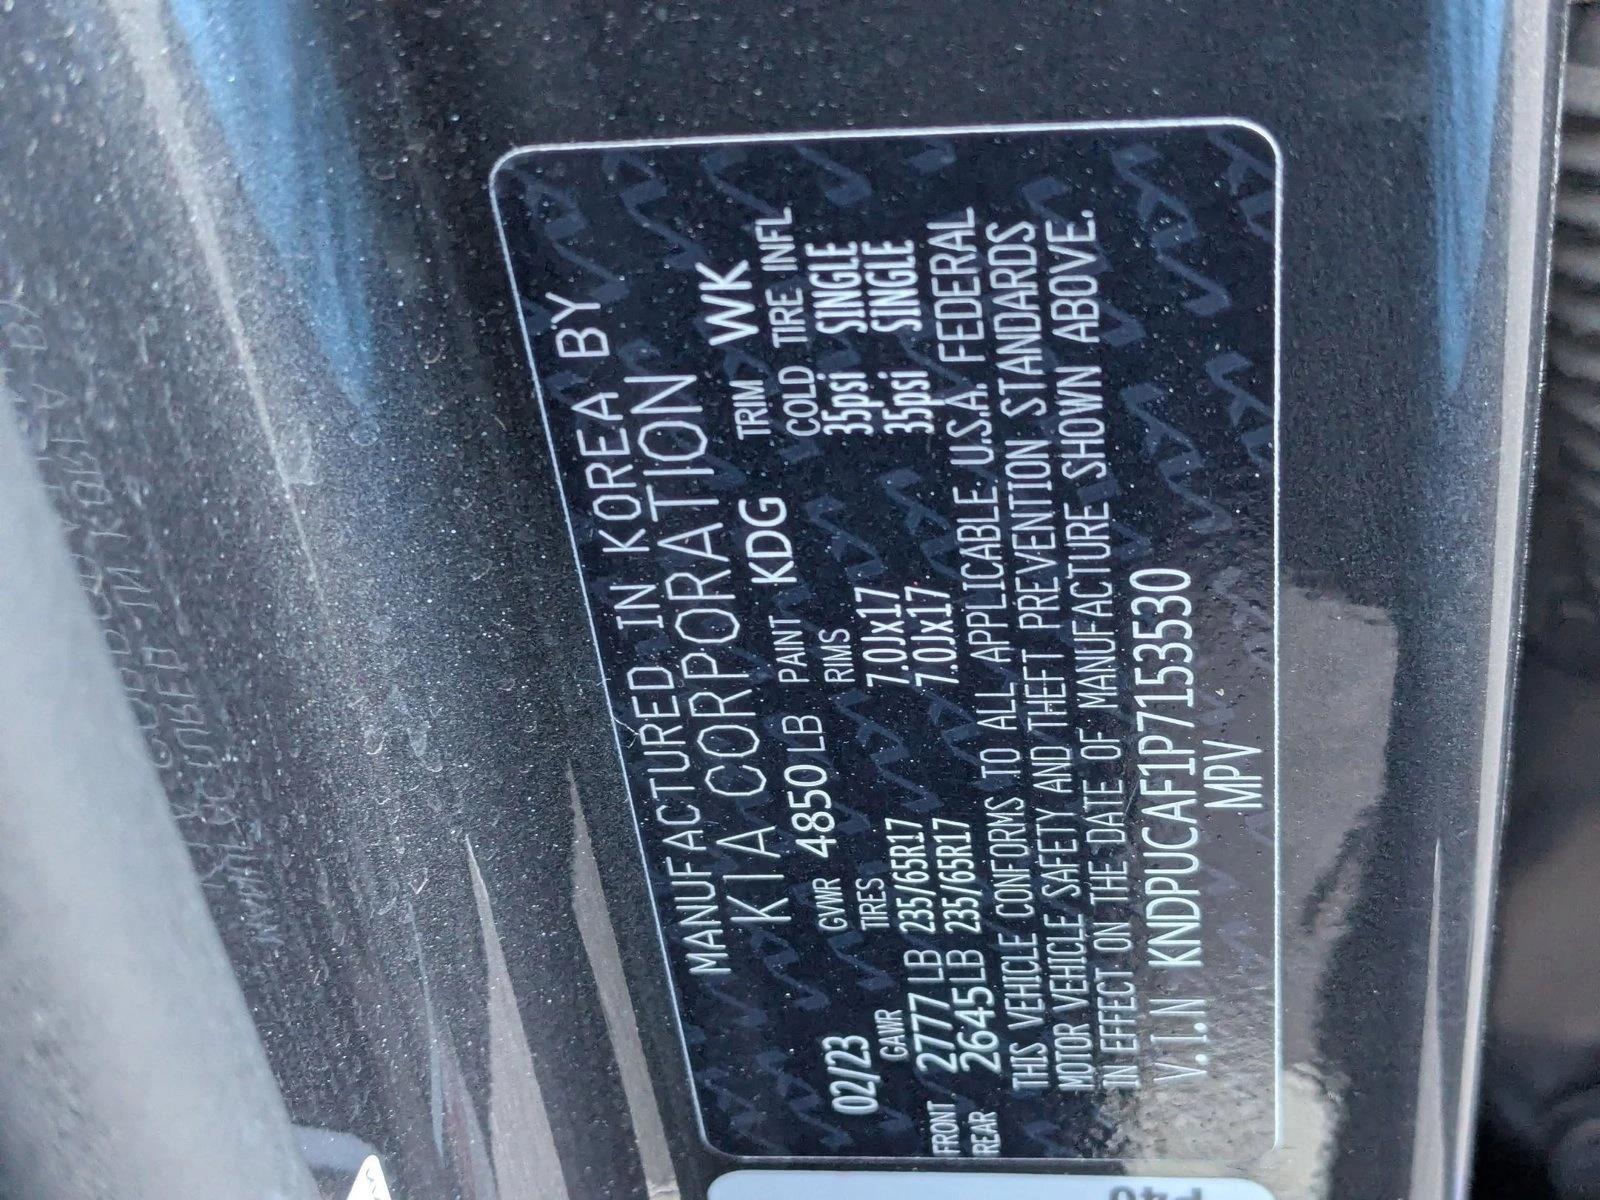 MANUFACTURED IN KOREA BY
KIA CORPORATION
02/23 GVWR 4850 LB PAINT KDG TRIM WK
GAWR TIRES RIMS COLD TIRE INFL
FRONT 2777 LB 235/65R17 7.0Jx17 35psi SINGLE
REAR 2645 LB 235/65R17 7.0Jx17 35psi SINGLE
THIS VEHICLE CONFORMS TO ALL APPLICABLE U.S.A. FEDERAL
MOTOR VEHICLE SAFETY AND THEFT PREVENTION STANDARDS
IN EFFECT ON THE DATE OF MANUFACTURE SHOWN ABOVE.
V.I.N KNDPUCAF1P7153530
MPV